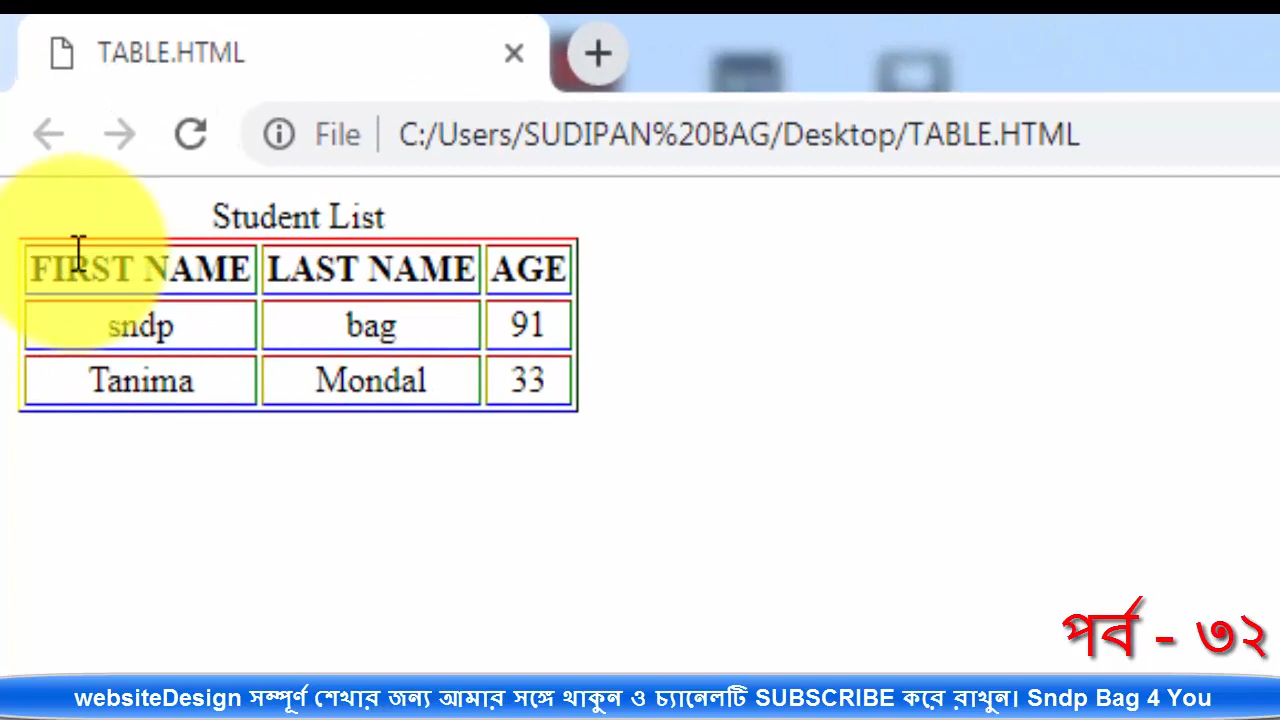 TABLE.HTML
File C:/Users/SUDIPAN%20BAG/Desktop/TABLE.HTML
Student List
FIRST NAME LAST NAME AGE
sndp bag 91
Tanima Mondal 33
পর্ব - ৩২
websiteDesign সম্পূর্ণ শেখার জন্য আমার সঙ্গে থাকুন ও চ্যানেলটি SUBSCRIBE করে রাখুন। Sndp Bag 4 You